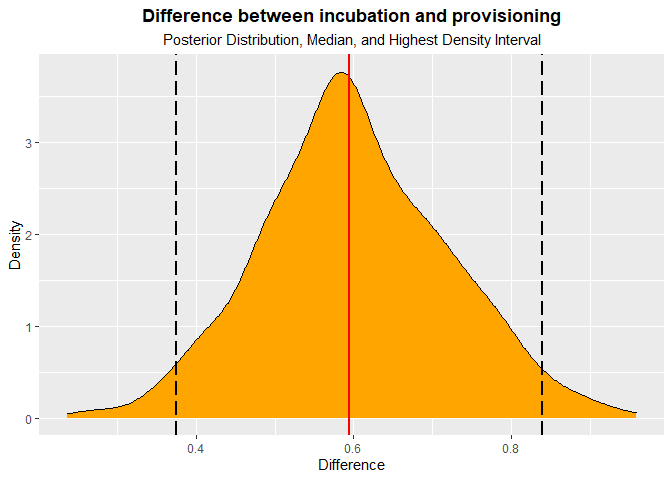 Difference between incubation and provisioning
Posterior Distribution, Median, and Highest Density Interval
Density
3
2
1
0
0.4 0.6 0.8
Difference